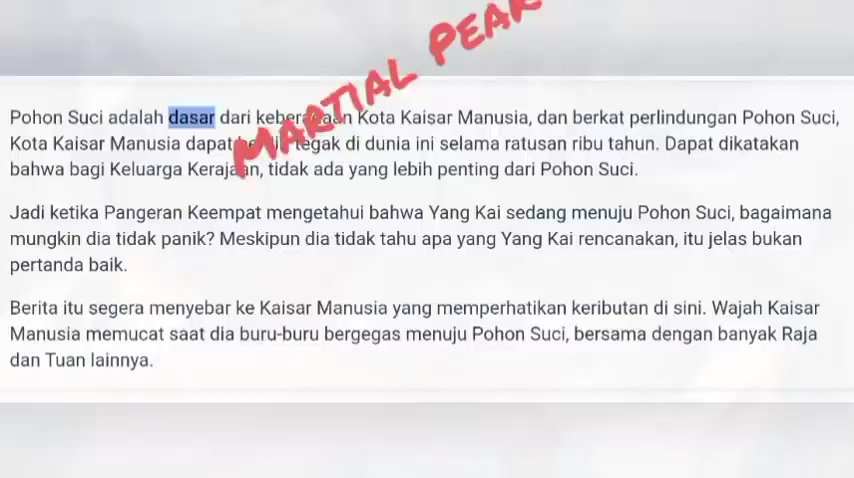 MARTIAL PEAK
Pohon Suci adalah dasar dari keberadaan Kota Kaisar Manusia, dan berkat perlindungan Pohon Suci,
Kota Kaisar Manusia dapat berdiri tegak di dunia ini selama ratusan ribu tahun. Dapat dikatakan
bahwa bagi Keluarga Kerajaan, tidak ada yang lebih penting dari Pohon Suci.
Jadi ketika Pangeran Keempat mengetahui bahwa Yang Kai sedang menuju Pohon Suci, bagaimana
mungkin dia tidak panik? Meskipun dia tidak tahu apa yang Yang Kai rencanakan, itu jelas bukan
pertanda baik.
Berita itu segera menyebar ke Kaisar Manusia yang memperhatikan keributan di sini. Wajah Kaisar
Manusia memucat saat dia buru-buru bergegas menuju Pohon Suci, bersama dengan banyak Raja
dan Tuan lainnya.